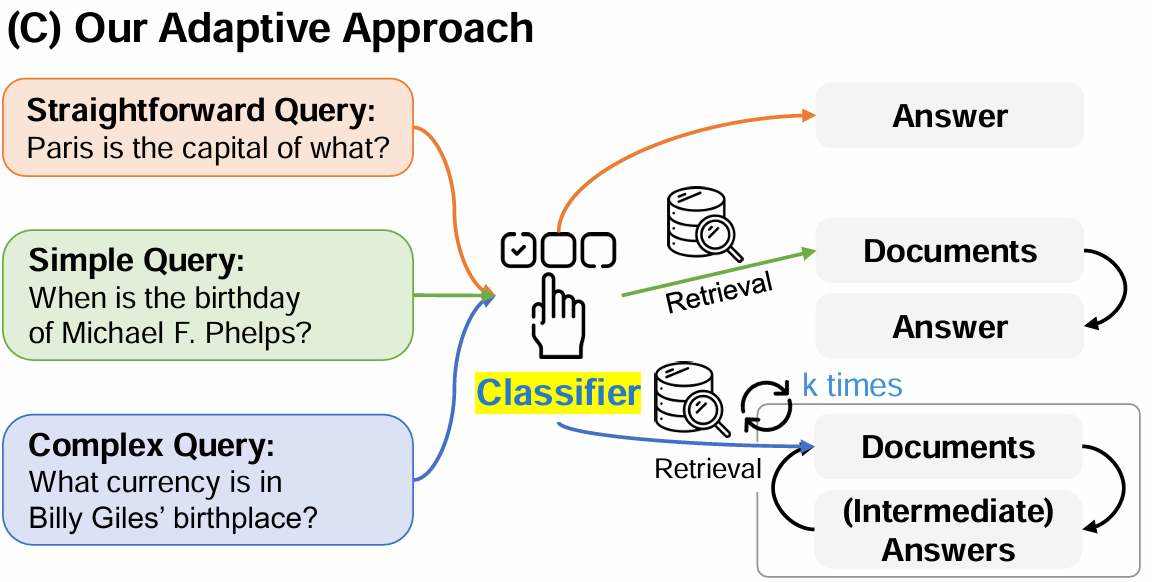 (C) Our Adaptive Approach
Straightforward Query:
Paris is the capital of what?
Simple Query:
When is the birthday
of Michael F. Phelps?
Complex Query:
What currency is in
Billy Giles’ birthplace?
Classifier
Answer
Retrieval
Documents
Answer
k times
Retrieval
Documents
(Intermediate)
Answers